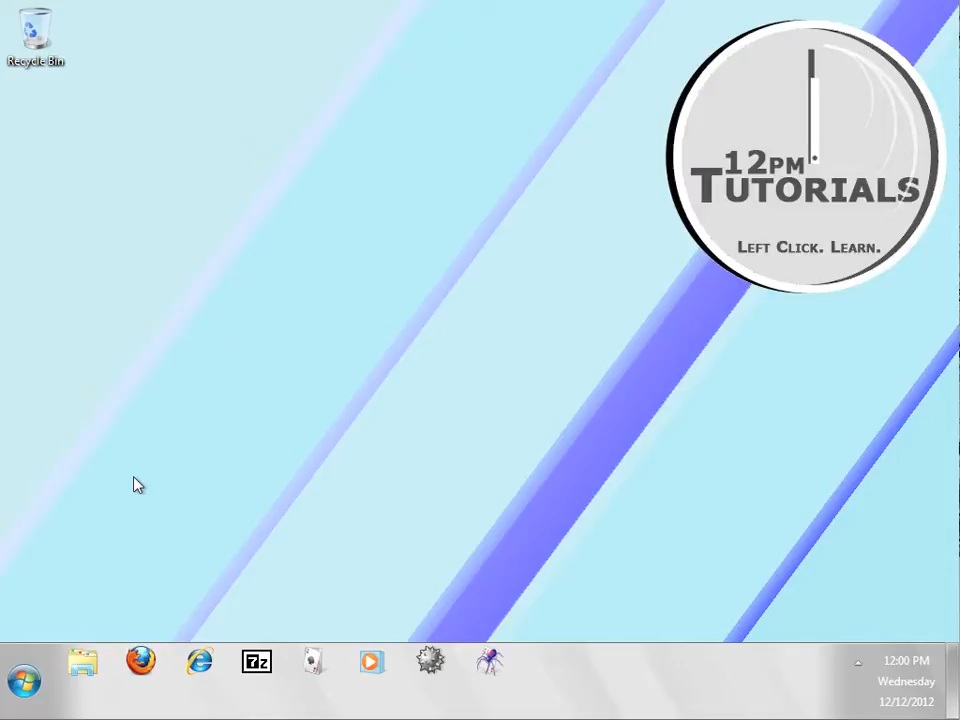 Recycle Bin
12PM
TUTORIALS
LEFT CLICK. LEARN.
7z
12:00 PM
Wednesday
12/12/2012